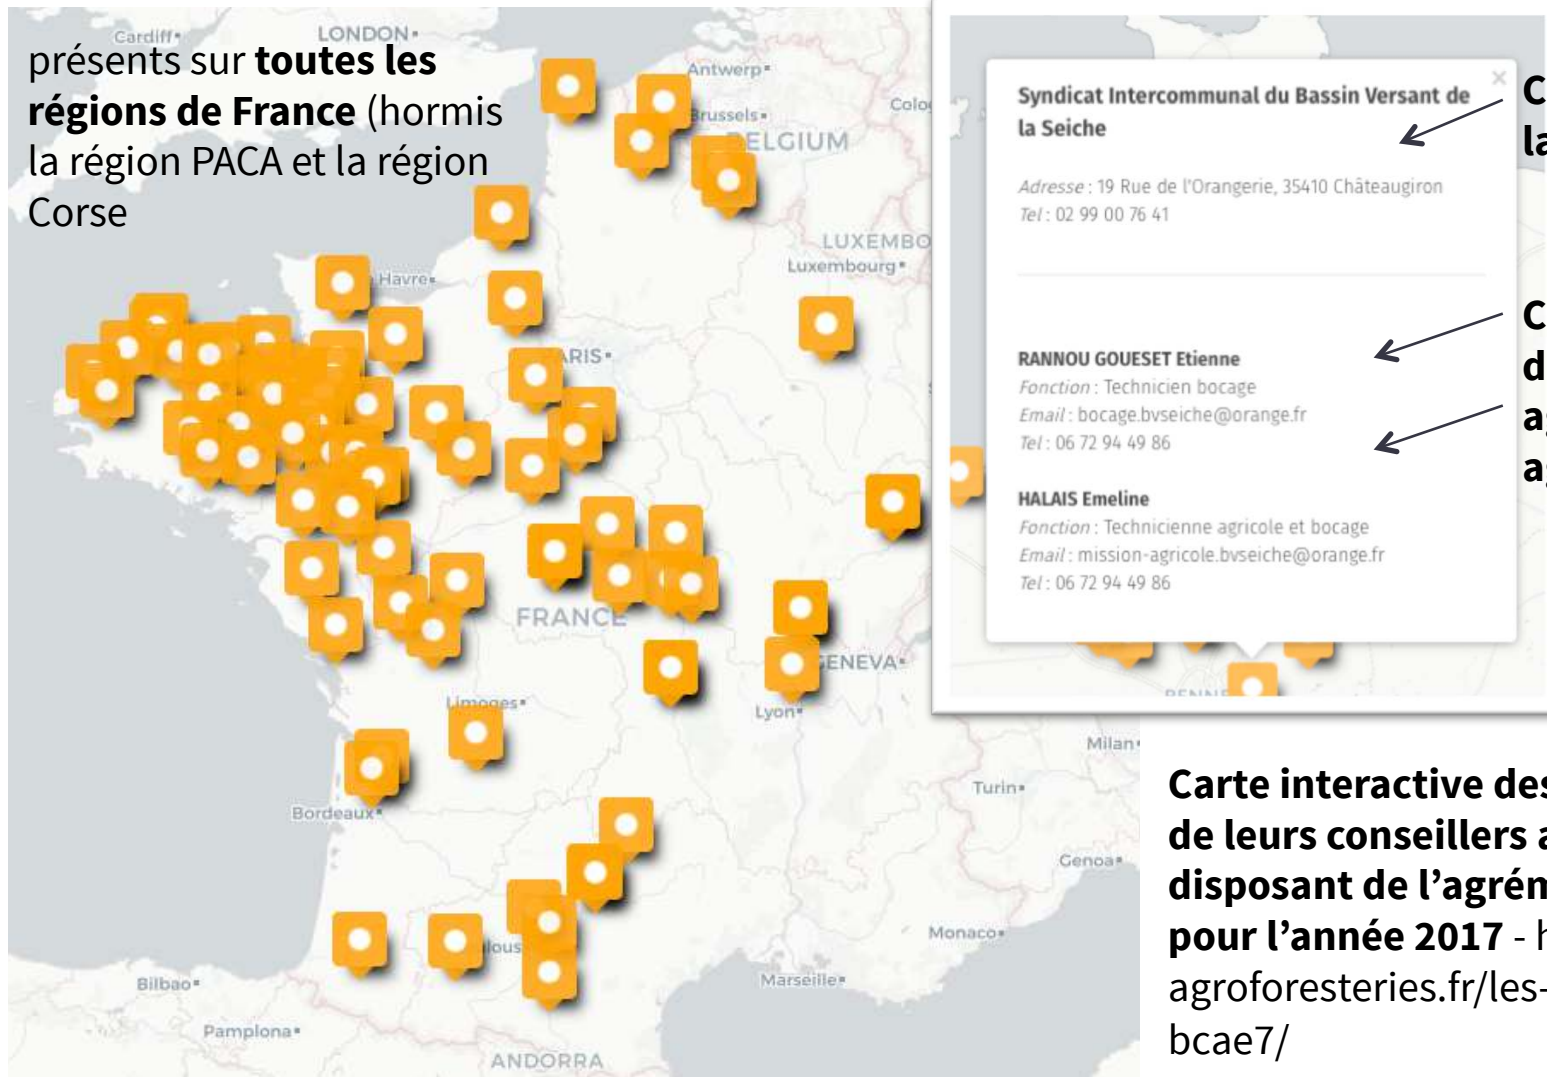 présents sur toutes les
régions de France (hormis
la région PACA et la région
Corse
Cardiff
LONDON
Antwerp
Brussels
BELGIUM
LUXEMBO
Luxembourg
Havre
PARIS
FRANCE
GENEVA
Limoges
Lyon
Bordeaux
Milan
Turin
Genoa
Monaco
Marseille
Bilbao
Pamplona
ANDORRA
×
Syndicat Intercommunal du Bassin Versant de
la Seiche
Adresse : 19 Rue de l'Orangerie, 35410 Châteaugiron
Tel : 02 99 00 76 41
RANNOU GOUESET Etienne
Fonction : Technicien bocage
Email : bocage.bvseiche@orange.fr
Tel : 06 72 94 49 86
HALAIS Emeline
Fonction : Technicienne agricole et bocage
Email : mission-agricole.bvseiche@orange.fr
Tel : 06 72 94 49 86
Carte interactive des
de leurs conseillers a
disposant de l’agrém
pour l’année 2017 - h
agroforesteries.fr/les-
bcae7/